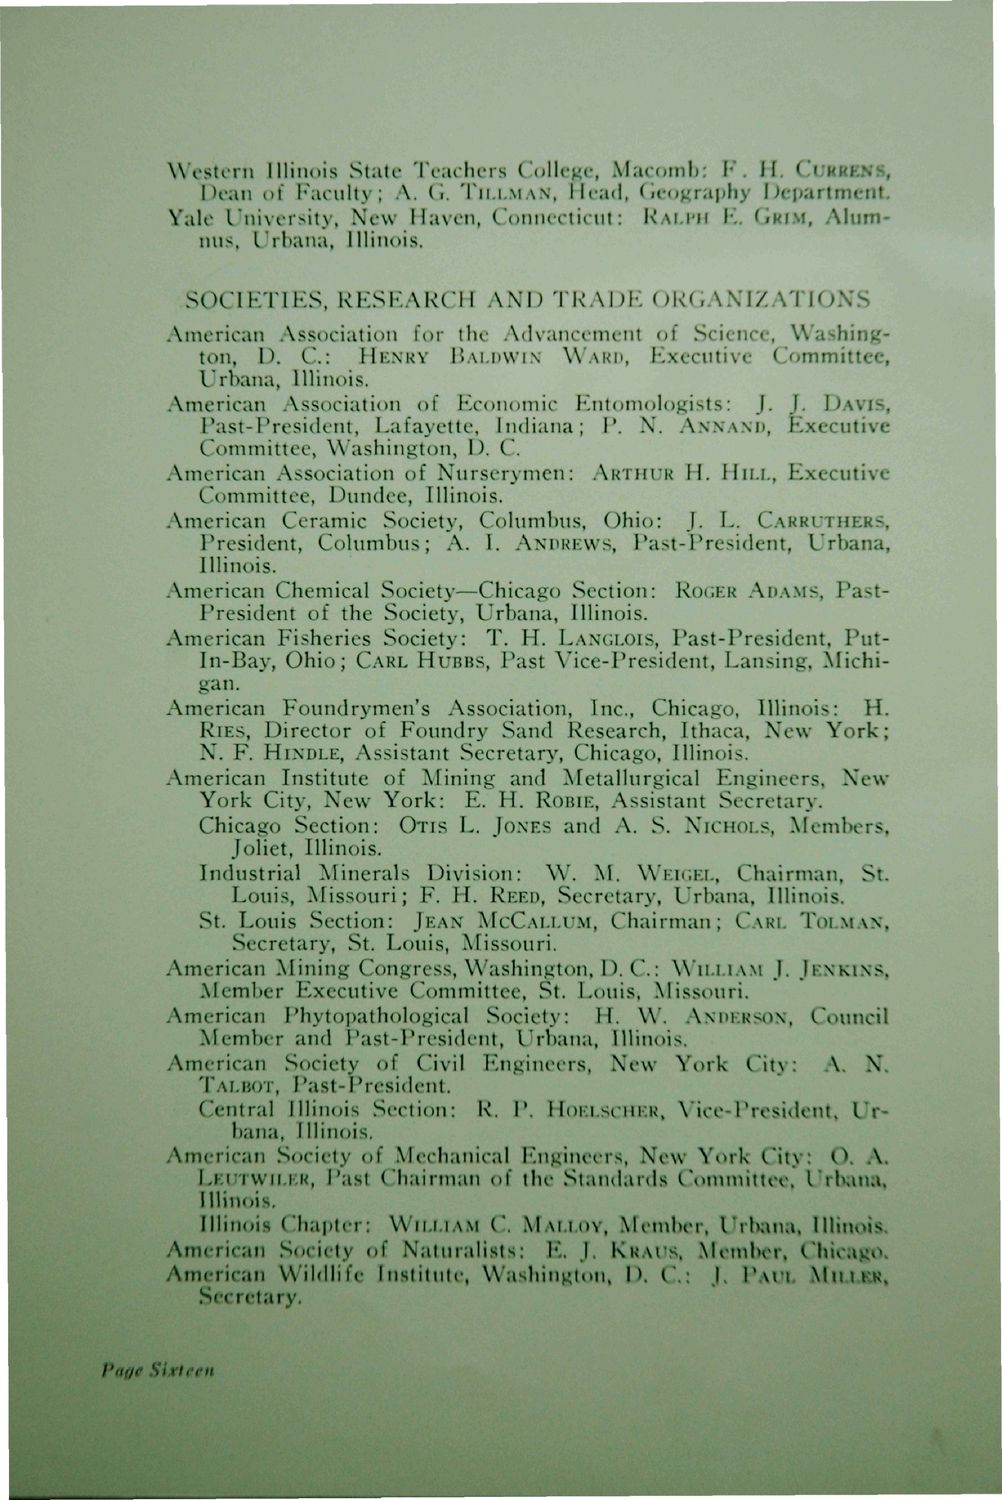 Western Illinois State Teachers College, Macomb: F. H. CURRENS,
Dean of Faculty; A. G. TILLMAN, Head, Geography Department.
Yale University, New Haven, Connecticut: RALPH E. GRIM, Alum-
nus, Urbana, Illinois.
SOCIETIES, RESEARCH AND TRADE ORGANIZATIONS
American Association for the Advancement of Science, Washing-
ton, D. C.: HENRY BALDWIN WARD, Executive Committee,
Urbana, Illinois.
American Association of Economic Entomologists: J. J. DAVIS,
Past-President, Lafayette, Indiana; P. N. ANNAND, Executive
Committee, Washington, D. C.
American Association of Nurserymen: ARTHUR H. HILL, Executive
Committee, Dundee, Illinois.
American Ceramic Society, Columbus, Ohio: J. L. CARRUTHERS,
President, Columbus; A. I. ANDREWS, Past-President, Urbana,
Illinois.
American Chemical Society—Chicago Section: ROGER ADAMS, Past-
President of the Society, Urbana, Illinois.
American Fisheries Society: T. H. LANGLOIS, Past-President, Put-
In-Bay, Ohio; CARL HUBBS, Past Vice-President, Lansing, Michi-
gan.
American Foundrymen's Association, Inc., Chicago, Illinois: H.
RIES, Director of Foundry Sand Research, Ithaca, New York;
N. F. HINDLE, Assistant Secretary, Chicago, Illinois.
American Institute of Mining and Metallurgical Engineers, New
York City, New York: E. H. ROBIE, Assistant Secretary.
Chicago Section: OTIS L. JONES and A. S. NICHOLS, Members,
Joliet, Illinois.
Industrial Minerals Division: W. M. WEIGEL, Chairman, St.
Louis, Missouri; F. H. REED, Secretary, Urbana, Illinois.
St. Louis Section: JEAN MCCALLUM, Chairman; CARL TOLMAN,
Secretary, St. Louis, Missouri.
American Mining Congress, Washington, D. C.: WILLIAM J. JENKINS,
Member Executive Committee, St. Louis, Missouri.
American Phytopathological Society: H. W. ANDERSON, Council
Member and Past-President, Urbana, Illinois.
American Society of Civil Engineers, New York City: A. N.
TALBOT, Past-President.
Central Illinois Section: R. P. HOELSCHER, Vice-President, Ur-
bana, Illinois.
American Society of Mechanical Engineers, New York City: O. A.
LEUTWILER, Past Chairman of the Standards Committee, Urbana,
Illinois.
Illinois Chapter: WILLIAM C. MALLOY, Member, Urbana, Illinois.
American Society of Naturalists: E. J. KRAUS, Member, Chicago.
American Wildlife Institute, Washington, D. C.: J. PAUL MILLER,
Secretary.
Page Sixteen